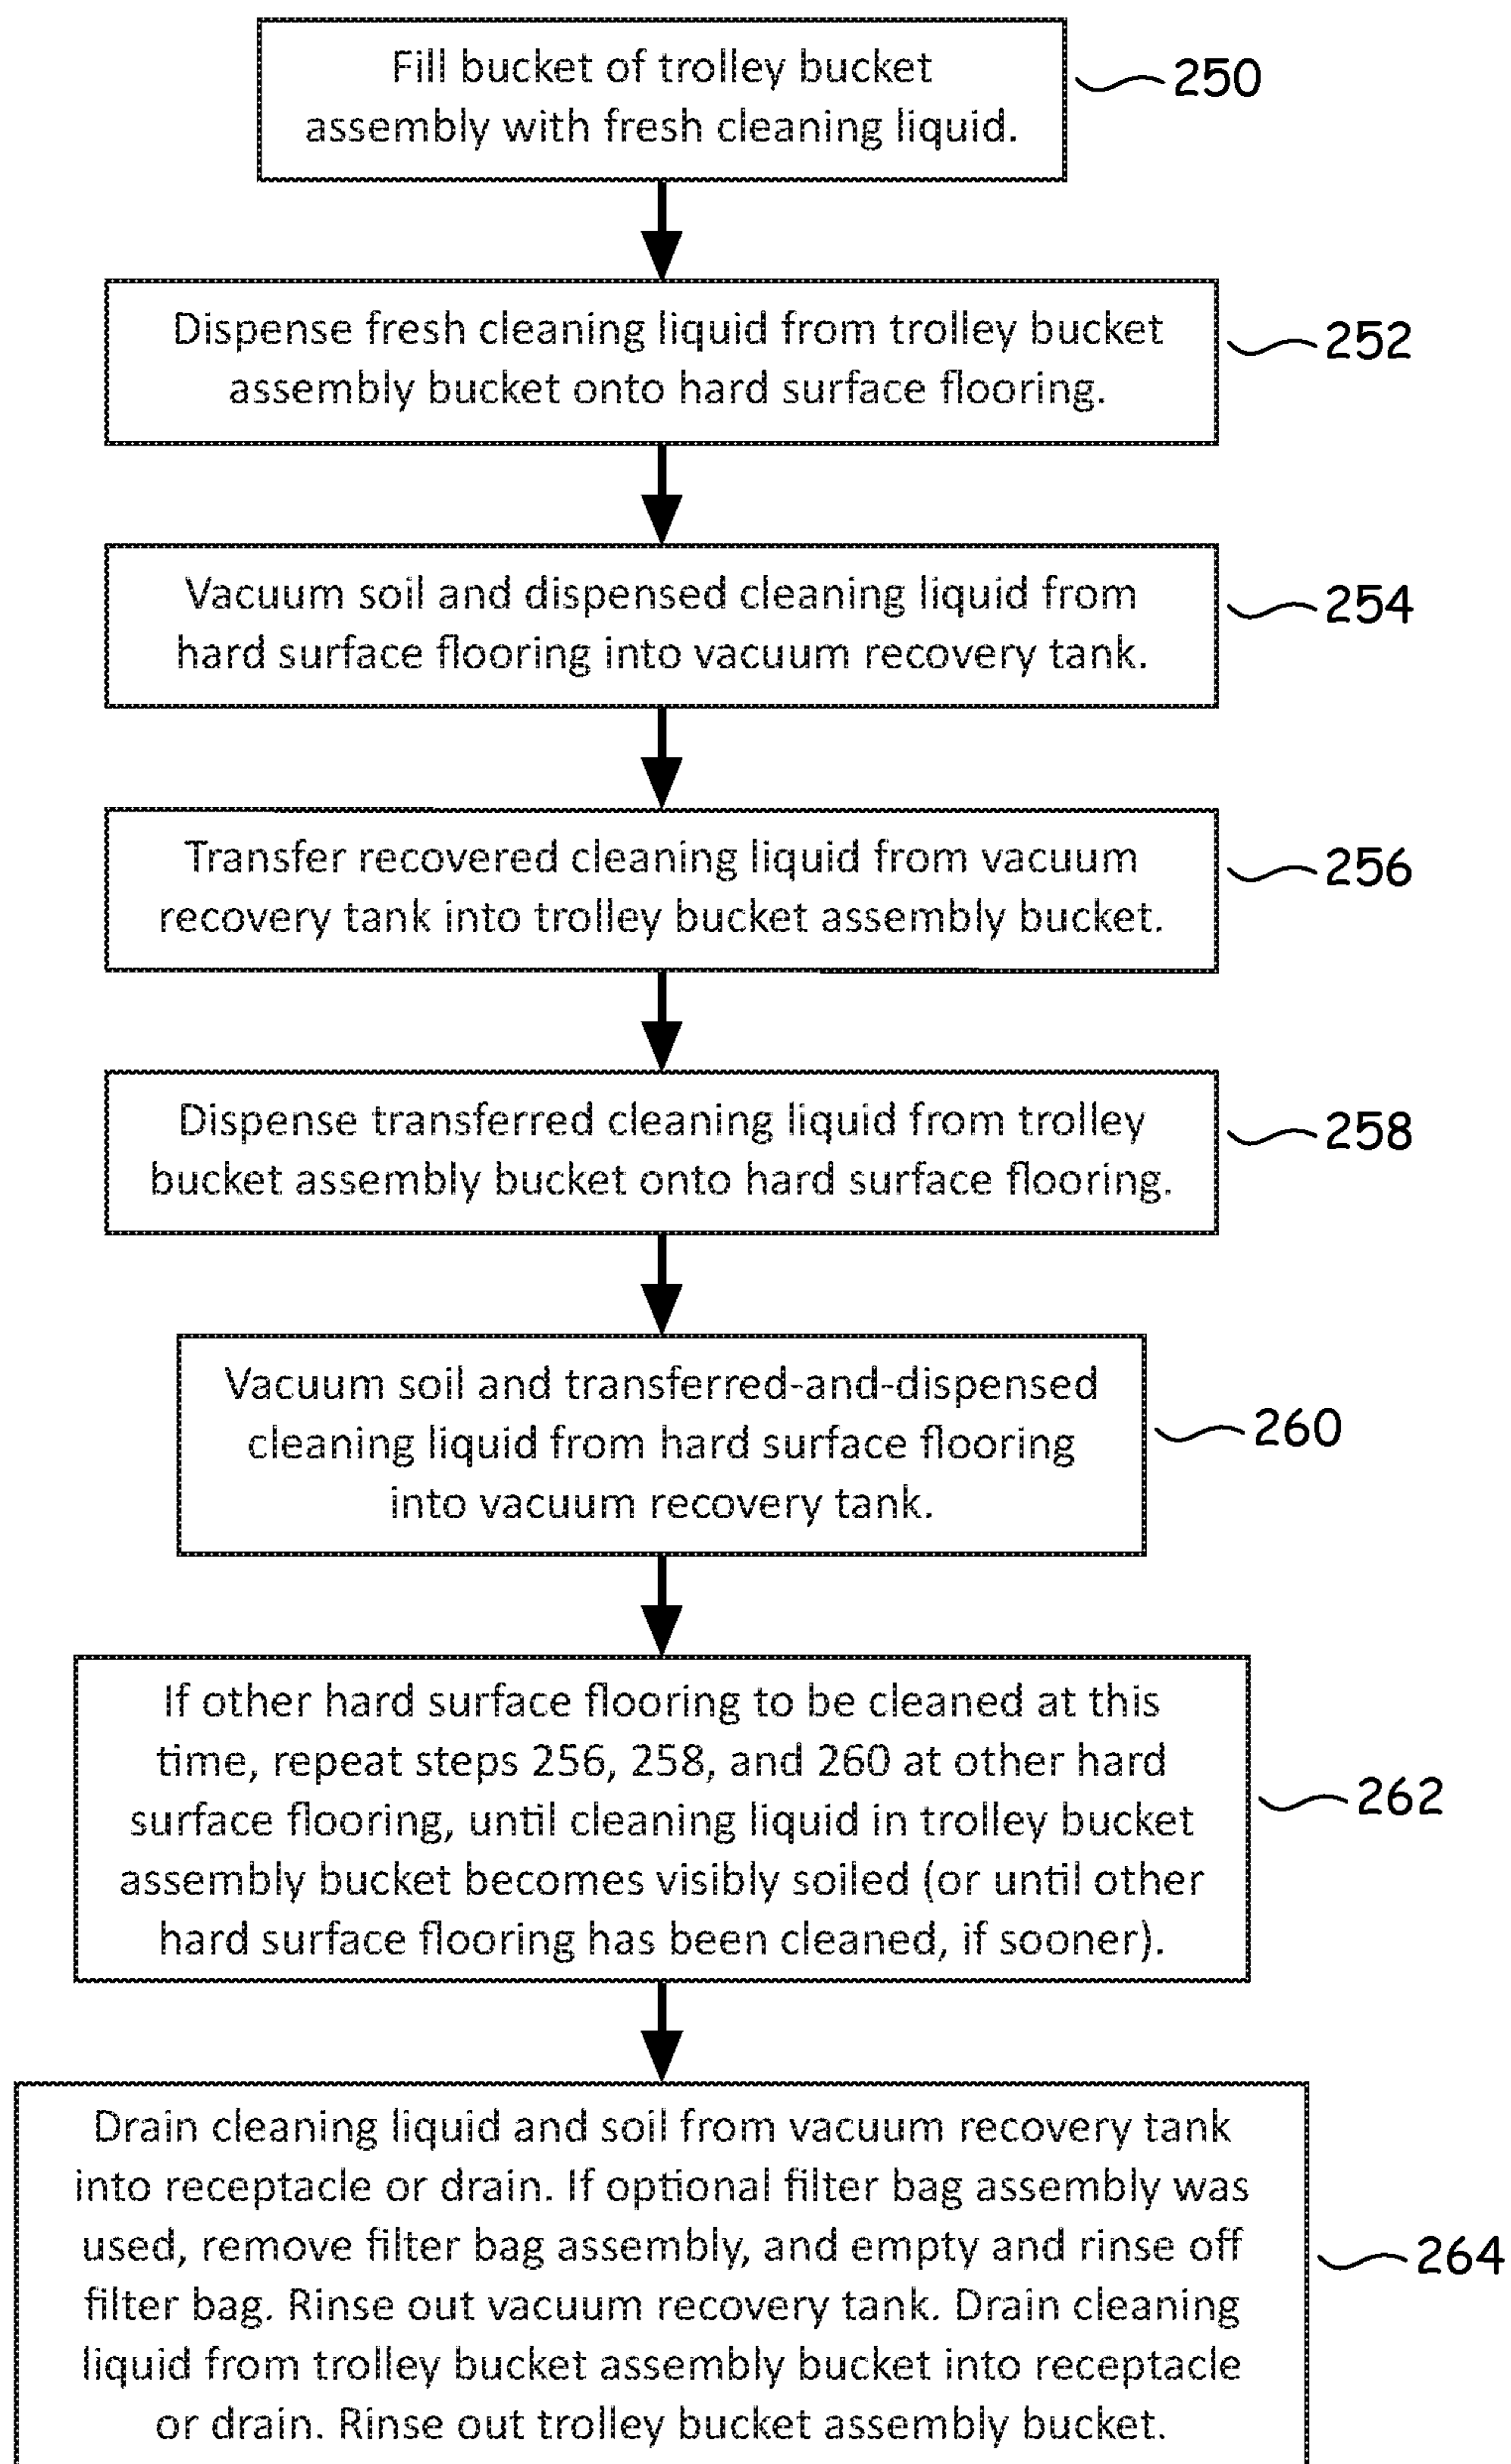 Fill bucket of trolley bucket
assembly with fresh cleaning liquid.
250
Dispense fresh cleaning liquid from trolley bucket
assembly bucket onto hard surface flooring.
252
Vacuum soil and dispensed cleaning liquid from
hard surface flooring into vacuum recovery tank.
254
Transfer recovered cleaning liquid from vacuum
recovery tank into trolley bucket assembly bucket.
256
Dispense transferred cleaning liquid from trolley
bucket assembly bucket onto hard surface flooring.
258
Vacuum soil and transferred-and-dispensed
cleaning liquid from hard surface flooring
into vacuum recovery tank.
260
If other hard surface flooring to be cleaned at this
time, repeat steps 256, 258, and 260 at other hard
surface flooring, until cleaning liquid in trolley bucket
assembly bucket becomes visibly soiled (or until other
hard surface flooring has been cleaned, if sooner).
262
Drain cleaning liquid and soil from vacuum recovery tank
into receptacle or drain. If optional filter bag assembly was
used, remove filter bag assembly, and empty and rinse off
filter bag. Rinse out vacuum recovery tank. Drain cleaning
liquid from trolley bucket assembly bucket into receptacle
or drain. Rinse out trolley bucket assembly bucket.
264